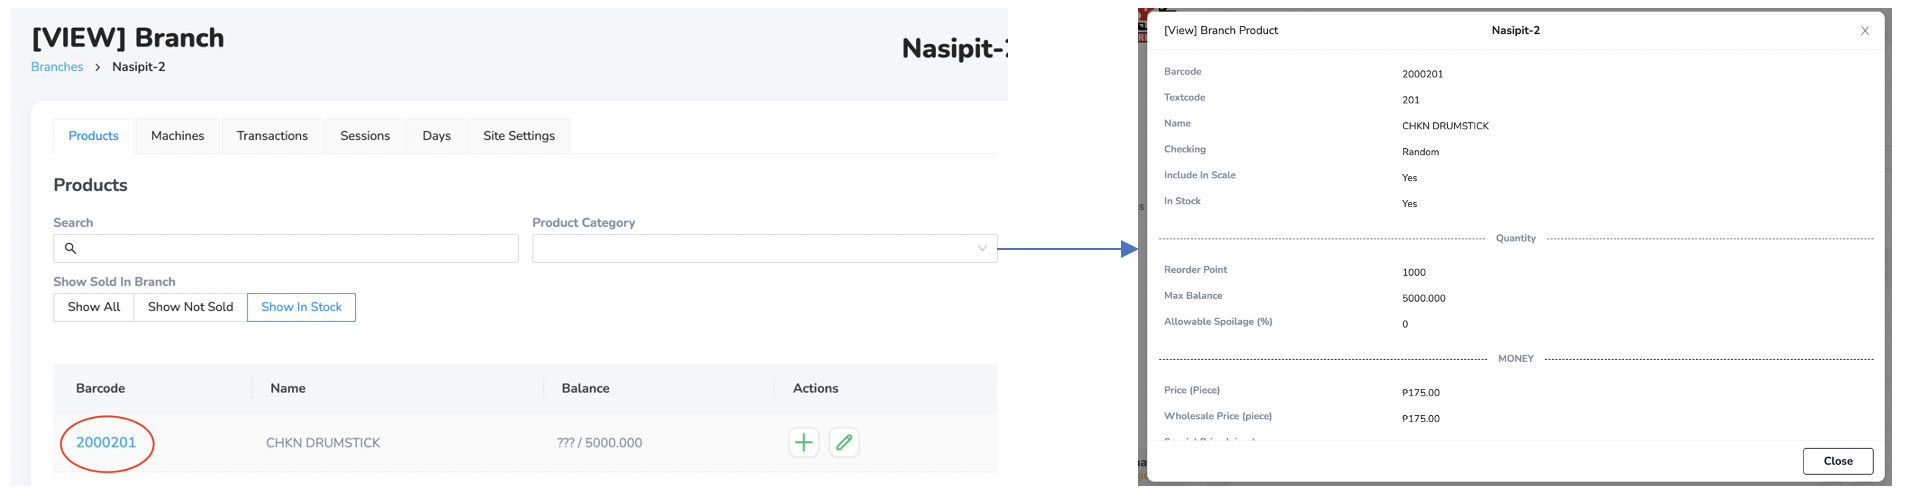 [VIEW] Branch
Nasipit-2
Branches > Nasipit-2
Products
Machines
Transactions
Sessions
Days
Site Settings
Products
Search
Product Category
Show Sold In Branch
Show All
Show Not Sold
Show In Stock
Barcode
Name
Balance
Actions
2000201
CHKN DRUMSTICK
??? / 5000.000
[View] Branch Product
Nasipit-2
Barcode
2000201
Textcode
201
Name
CHKN DRUMSTICK
Checking
Random
Include In Scale
Yes
In Stock
Yes
Quantity
Reorder Point
1000
Max Balance
5000.000
Allowable Spoilage (%)
0
MONEY
Price (Piece)
₱175.00
Wholesale Price (piece)
₱175.00
Close